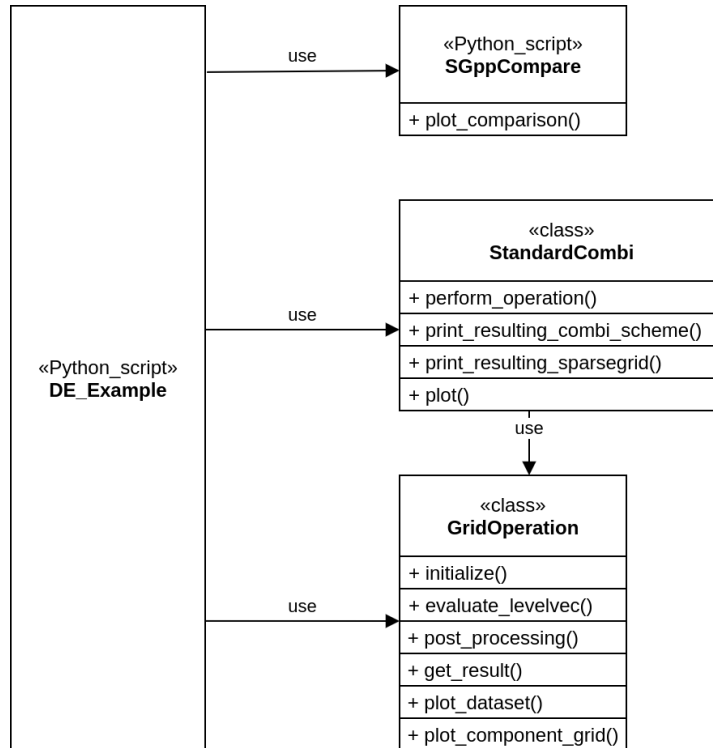 «Python_script»
DE_Example
use
«Python_script»
SGppCompare
+ plot_comparison()
use
«class»
StandardCombi
+ perform_operation()
+ print_resulting_combi_scheme()
+ print_resulting_sparsegrid()
+ plot()
use
use
«class»
GridOperation
+ initialize()
+ evaluate_levelvec()
+ post_processing()
+ get_result()
+ plot_dataset()
+ plot_component_grid()